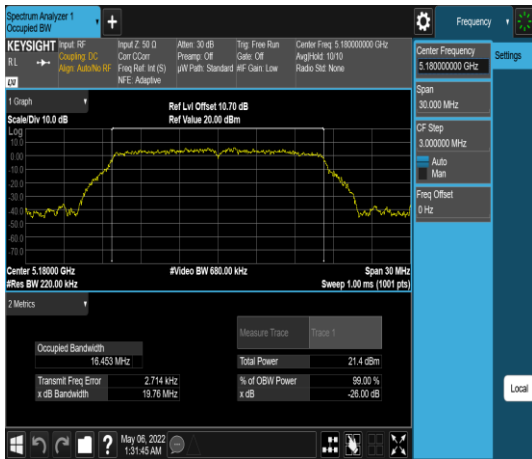 Spectrum Analyzer 1
Occupied BW
Frequency
KEYSIGHT
Input: RF
Input Z: 50 Ω
Atten: 30 dB
Trig: Free Run
Center Freq: 5.180000000 GHz
RL
Coupling: DC
Corr CCorr
Preamp: Off
Gate: Off
Avg|Hold: 10/10
Align: Auto/No RF
Freq Ref: Int (S)
µW Path: Standard
#IF Gain: Low
Radio Std: None
NFE: Adaptive
LXI
Center Frequency
5.180000000 GHz
Settings
Span
30.000 MHz
CF Step
3.000000 MHz
Auto
Man
Freq Offset
0 Hz
Local
1 Graph
Ref Lvl Offset 10.70 dB
Scale/Div 10.0 dB
Ref Value 20.00 dBm
Log
10.0
0.00
-10.0
-20.0
-30.0
-40.0
-50.0
-60.0
-70.0
Center 5.18000 GHz
#Video BW 680.00 kHz
Span 30 MHz
#Res BW 220.00 kHz
Sweep 1.00 ms (1001 pts)
2 Metrics
Measure Trace
Trace 1
Occupied Bandwidth
16.453 MHz
Total Power
21.4 dBm
Transmit Freq Error
2.714 kHz
% of OBW Power
99.00 %
x dB Bandwidth
19.76 MHz
x dB
-26.00 dB
?
May 06, 2022
1:31:45 AM